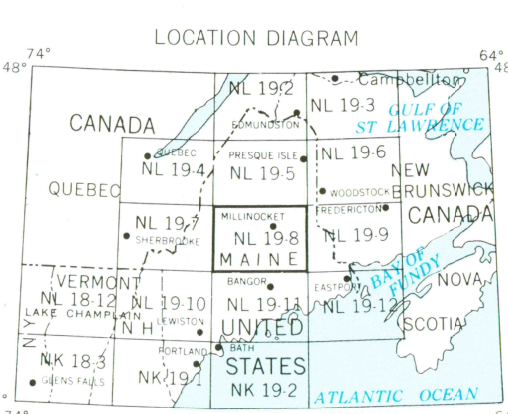 LOCATION DIAGRAM
74°
64°
48°
48
NL 19-2
Campbellton
NL 19-3
EDMUNDSTON
GULF OF
ST LAWRENCE
CANADA
QUEBEC
NL 19-4
PRESQUE ISLE
NL 19-5
NL 19-6
QUEBEC
WOODSTOCK
NEW
BRUNSWICK
NL 19-7
SHERBROOKE
MILLINOCKET
NL 19-8
MAINE
FREDERICTON
NL 19-9
CANADA
VERMONT
NL 18-12
LAKE CHAMPLAIN
NL 19-10
N H
LEWISTON
BANGOR
NL 19-11
EASTPORT
NL 19-12
BAY OF
FUNDY
NOVA
SCOTIA
N Y
UNITED
STATES
NK 18-3
GLENS FALLS
PORTLAND
NK 19-1
BATH
NK 19-2
ATLANTIC OCEAN